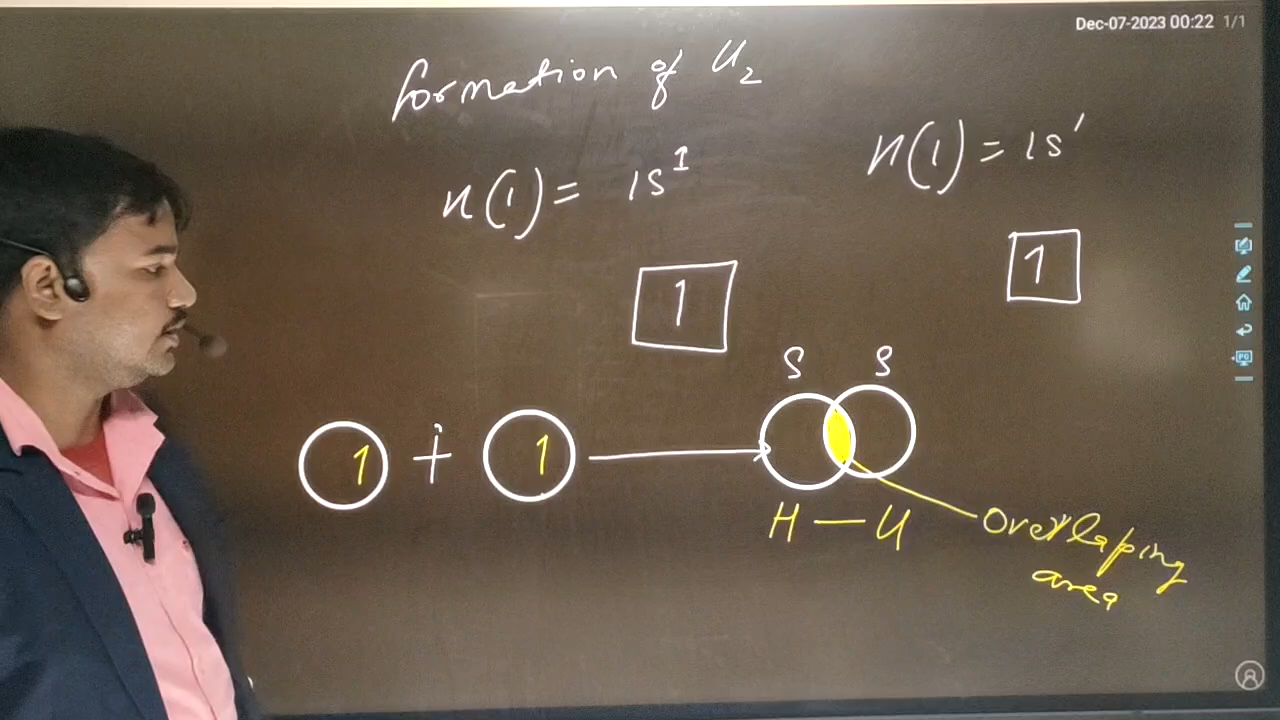 Dec-07-2023 00:22 1/1
formation of H₂
H(1) = 1s¹
H(1) = 1s¹
1
1
S S
1 + 1
H — H
Overlaping
area